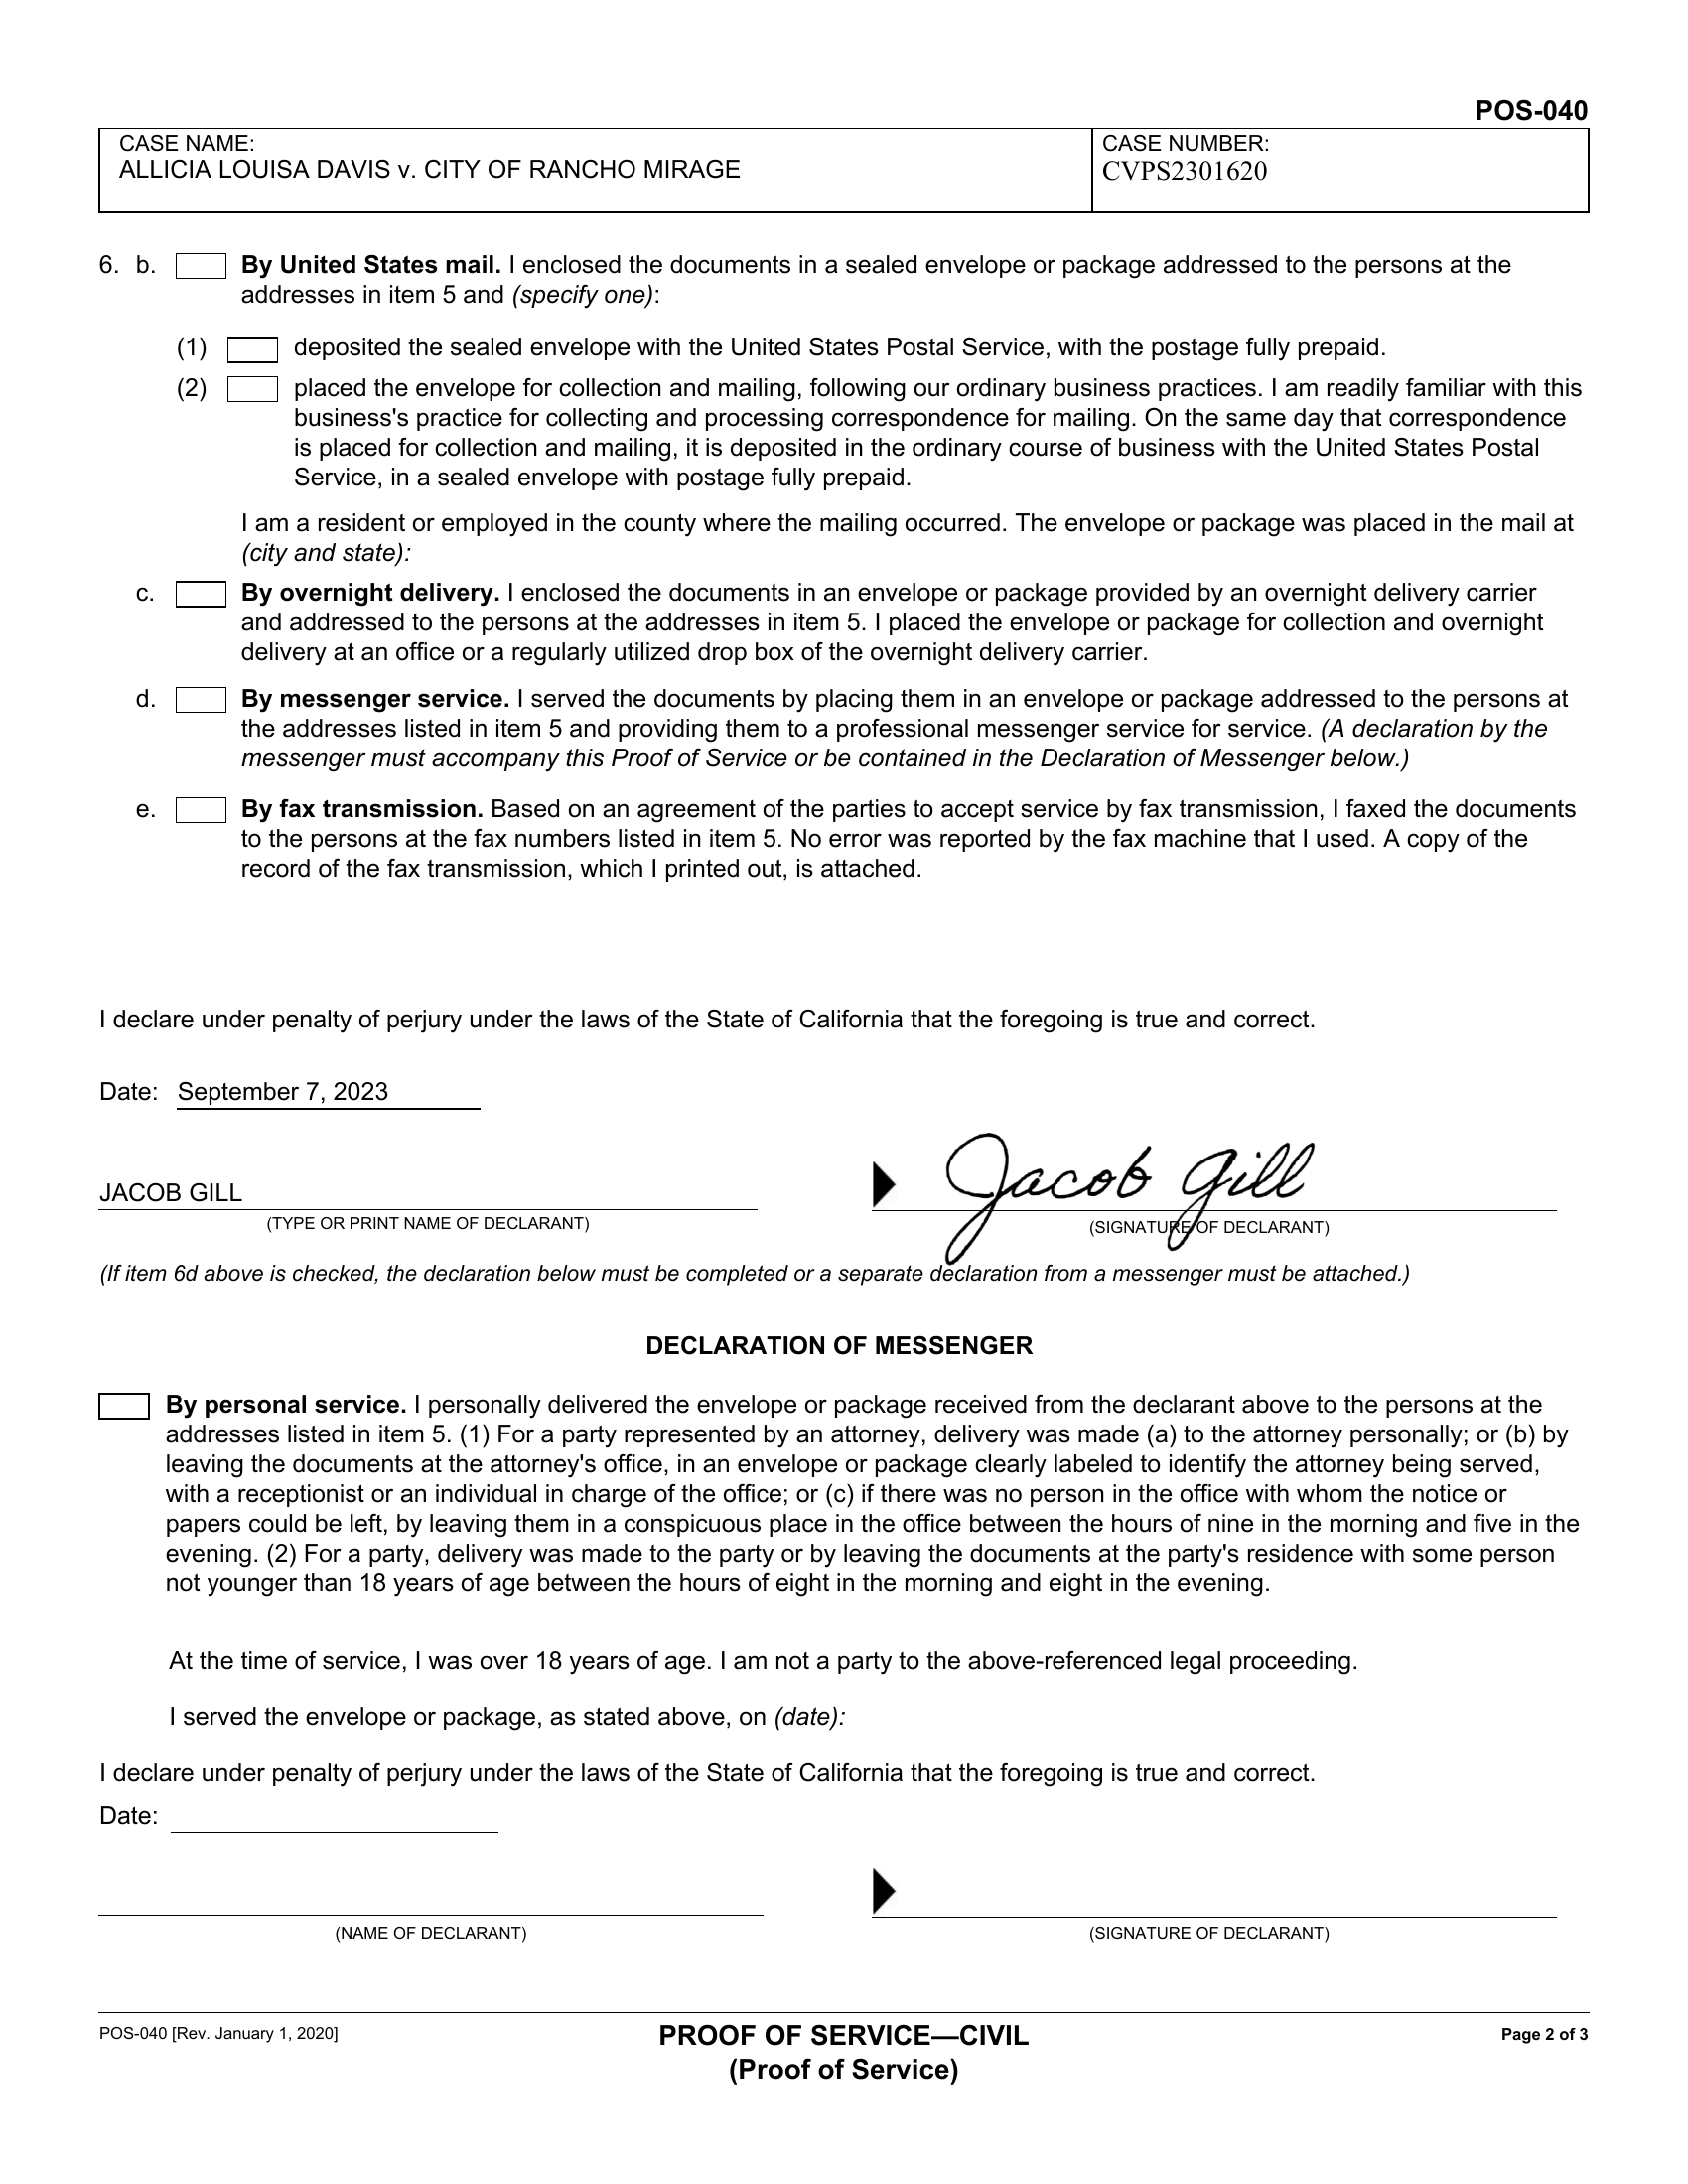 POS-040
CASE NAME:
ALLICIA LOUISA DAVIS v. CITY OF RANCHO MIRAGE
CASE NUMBER:
CVPS2301620
6. b. By United States mail. I enclosed the documents in a sealed envelope or package addressed to the persons at the
addresses in item 5 and (specify one):
(1) deposited the sealed envelope with the United States Postal Service, with the postage fully prepaid.
(2) placed the envelope for collection and mailing, following our ordinary business practices. I am readily familiar with this
business's practice for collecting and processing correspondence for mailing. On the same day that correspondence
is placed for collection and mailing, it is deposited in the ordinary course of business with the United States Postal
Service, in a sealed envelope with postage fully prepaid.
I am a resident or employed in the county where the mailing occurred. The envelope or package was placed in the mail at
(city and state):
c. By overnight delivery. I enclosed the documents in an envelope or package provided by an overnight delivery carrier
and addressed to the persons at the addresses in item 5. I placed the envelope or package for collection and overnight
delivery at an office or a regularly utilized drop box of the overnight delivery carrier.
d. By messenger service. I served the documents by placing them in an envelope or package addressed to the persons at
the addresses listed in item 5 and providing them to a professional messenger service for service. (A declaration by the
messenger must accompany this Proof of Service or be contained in the Declaration of Messenger below.)
e. By fax transmission. Based on an agreement of the parties to accept service by fax transmission, I faxed the documents
to the persons at the fax numbers listed in item 5. No error was reported by the fax machine that I used. A copy of the
record of the fax transmission, which I printed out, is attached.
I declare under penalty of perjury under the laws of the State of California that the foregoing is true and correct.
Date: September 7, 2023
JACOB GILL
Jacob Gill
(TYPE OR PRINT NAME OF DECLARANT)
(SIGNATURE OF DECLARANT)
(If item 6d above is checked, the declaration below must be completed or a separate declaration from a messenger must be attached.)
DECLARATION OF MESSENGER
By personal service. I personally delivered the envelope or package received from the declarant above to the persons at the
addresses listed in item 5. (1) For a party represented by an attorney, delivery was made (a) to the attorney personally; or (b) by
leaving the documents at the attorney's office, in an envelope or package clearly labeled to identify the attorney being served,
with a receptionist or an individual in charge of the office; or (c) if there was no person in the office with whom the notice or
papers could be left, by leaving them in a conspicuous place in the office between the hours of nine in the morning and five in the
evening. (2) For a party, delivery was made to the party or by leaving the documents at the party's residence with some person
not younger than 18 years of age between the hours of eight in the morning and eight in the evening.
At the time of service, I was over 18 years of age. I am not a party to the above-referenced legal proceeding.
I served the envelope or package, as stated above, on (date):
I declare under penalty of perjury under the laws of the State of California that the foregoing is true and correct.
Date:
(NAME OF DECLARANT)
(SIGNATURE OF DECLARANT)
POS-040 [Rev. January 1, 2020]
PROOF OF SERVICE—CIVIL
(Proof of Service)
Page 2 of 3